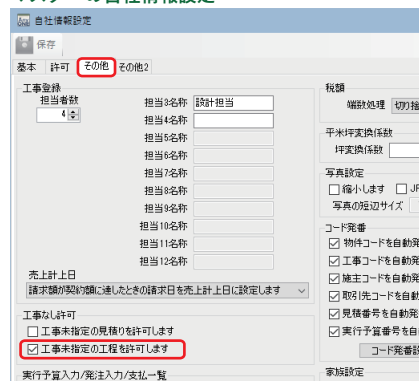 自社情報設定
保存
基本 許可 その他 その他2
工事登録
担当者数
4
担当3名称 設計担当
担当4名称
担当5名称
担当6名称
担当7名称
担当8名称
担当9名称
担当10名称
担当11名称
担当12名称
売上計上日
請求額が契約額に達したときの請求日を売上計上日に設定します
工事なし許可
工事未指定の見積りを許可します
工事未指定の工程を許可します
実行予算入力/発注入力/支払一覧
税額
端数処理 切り捨
平米坪変換係数
坪変換係数
写真設定
縮小します
写真の短辺サイズ
コード発番
物件コードを自動発
工事コードを自動発
施主コードを自動発
取引先コードを自動
見積番号を自動発
実行予算番号を自
コード発番設
家族設定